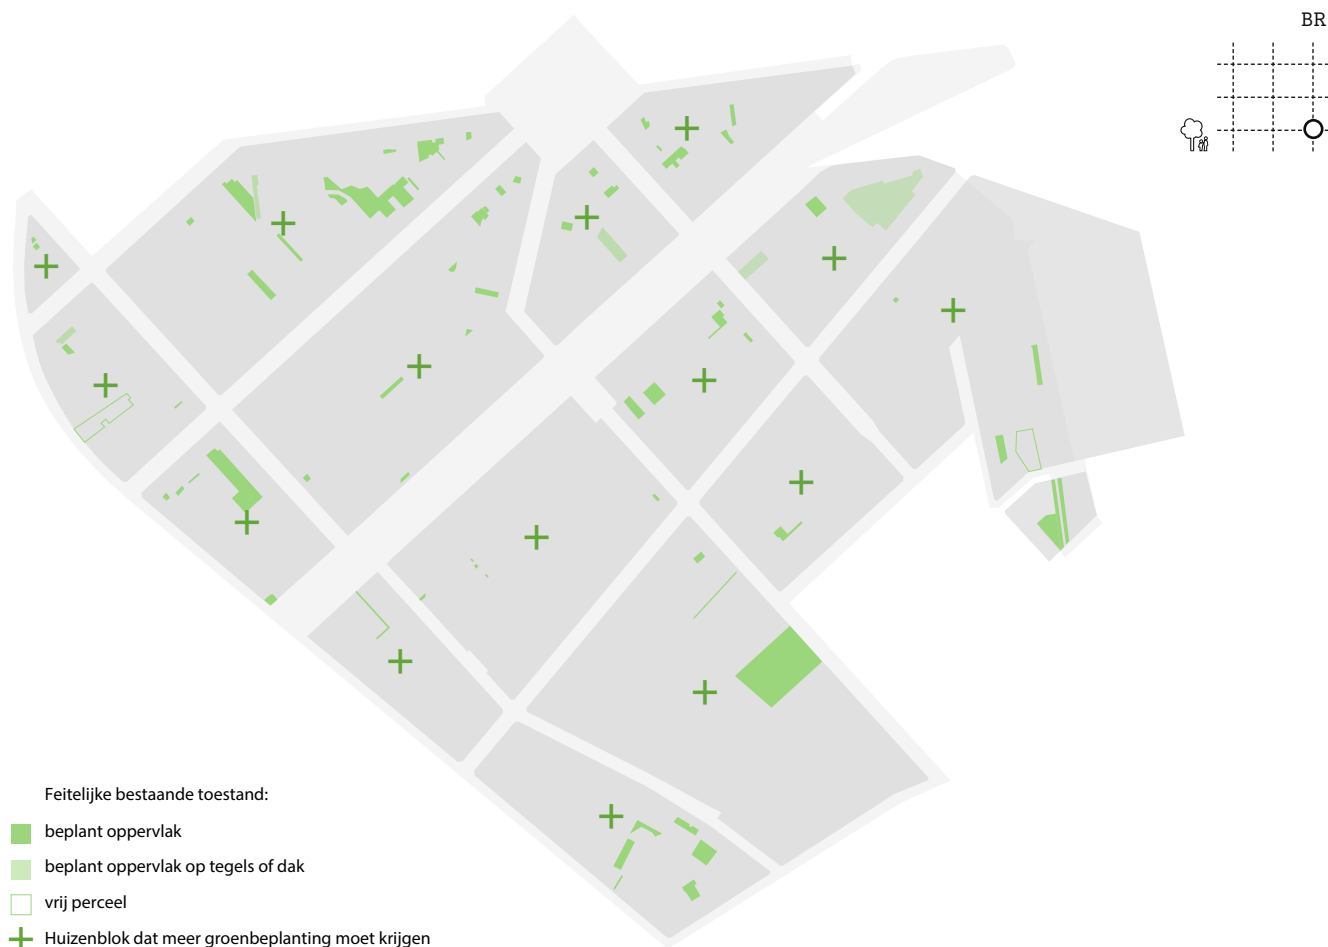 BR
Feitelijke bestaande toestand:
beplant oppervlak
beplant oppervlak op tegels of dak
vrij perceel
Huizenblok dat meer groenbeplanting moet krijgen